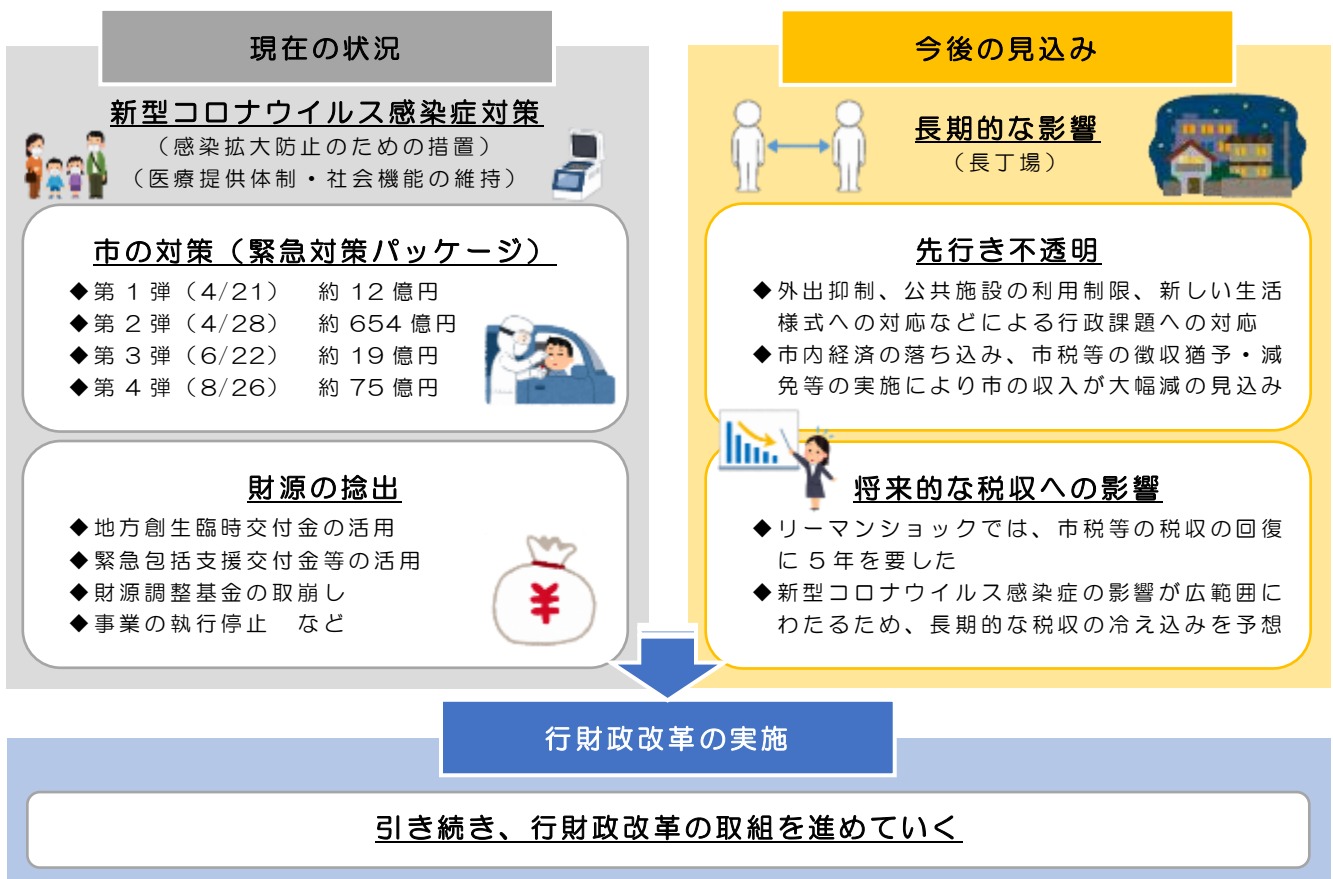 現在の状況
新型コロナウイルス感染症対策
（感染拡大防止のための措置）
（医療提供体制・社会機能の維持）
市の対策（緊急対策パッケージ）
◆第1弾（4/21）　約12億円
◆第2弾（4/28）　約654億円
◆第3弾（6/22）　約19億円
◆第4弾（8/26）　約75億円
財源の捻出
◆地方創生臨時交付金の活用
◆緊急包括支援交付金等の活用
◆財源調整基金の取崩し
◆事業の執行停止　など
¥
今後の見込み
長期的な影響
（長丁場）
先行き不透明
◆外出抑制、公共施設の利用制限、新しい生活
様式への対応などによる行政課題への対応
◆市内経済の落ち込み、市税等の徴収猶予・減
免等の実施により市の収入が大幅減の見込み
将来的な税収への影響
◆リーマンショックでは、市税等の税収の回復
に5年を要した
◆新型コロナウイルス感染症の影響が広範囲に
わたるため、長期的な税収の冷え込みを予想
行財政改革の実施
引き続き、行財政改革の取組を進めていく